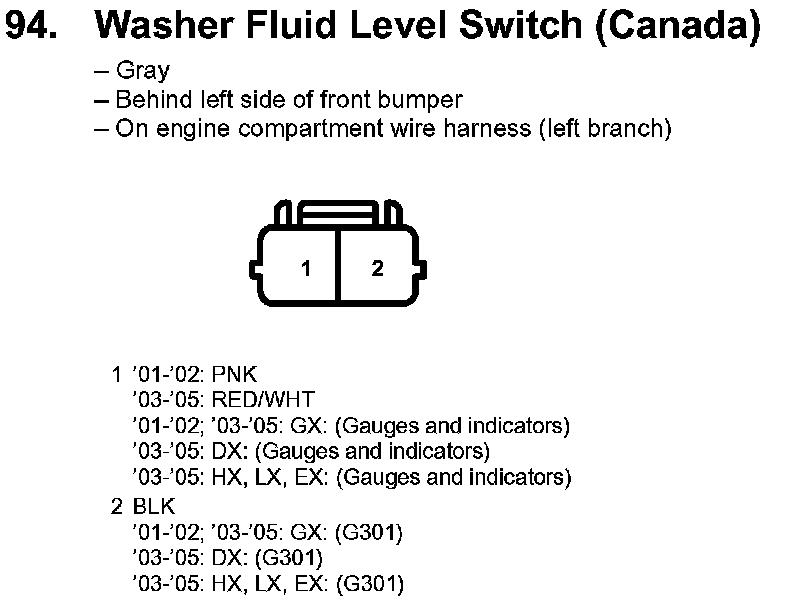 94. Washer Fluid Level Switch (Canada)
– Gray
– Behind left side of front bumper
– On engine compartment wire harness (left branch)
1 2
1 ’01-’02: PNK
’03-’05: RED/WHT
’01-’02; ’03-’05: GX: (Gauges and indicators)
’03-’05: DX: (Gauges and indicators)
’03-’05: HX, LX, EX: (Gauges and indicators)
2 BLK
’01-’02; ’03-’05: GX: (G301)
’03-’05: DX: (G301)
’03-’05: HX, LX, EX: (G301)